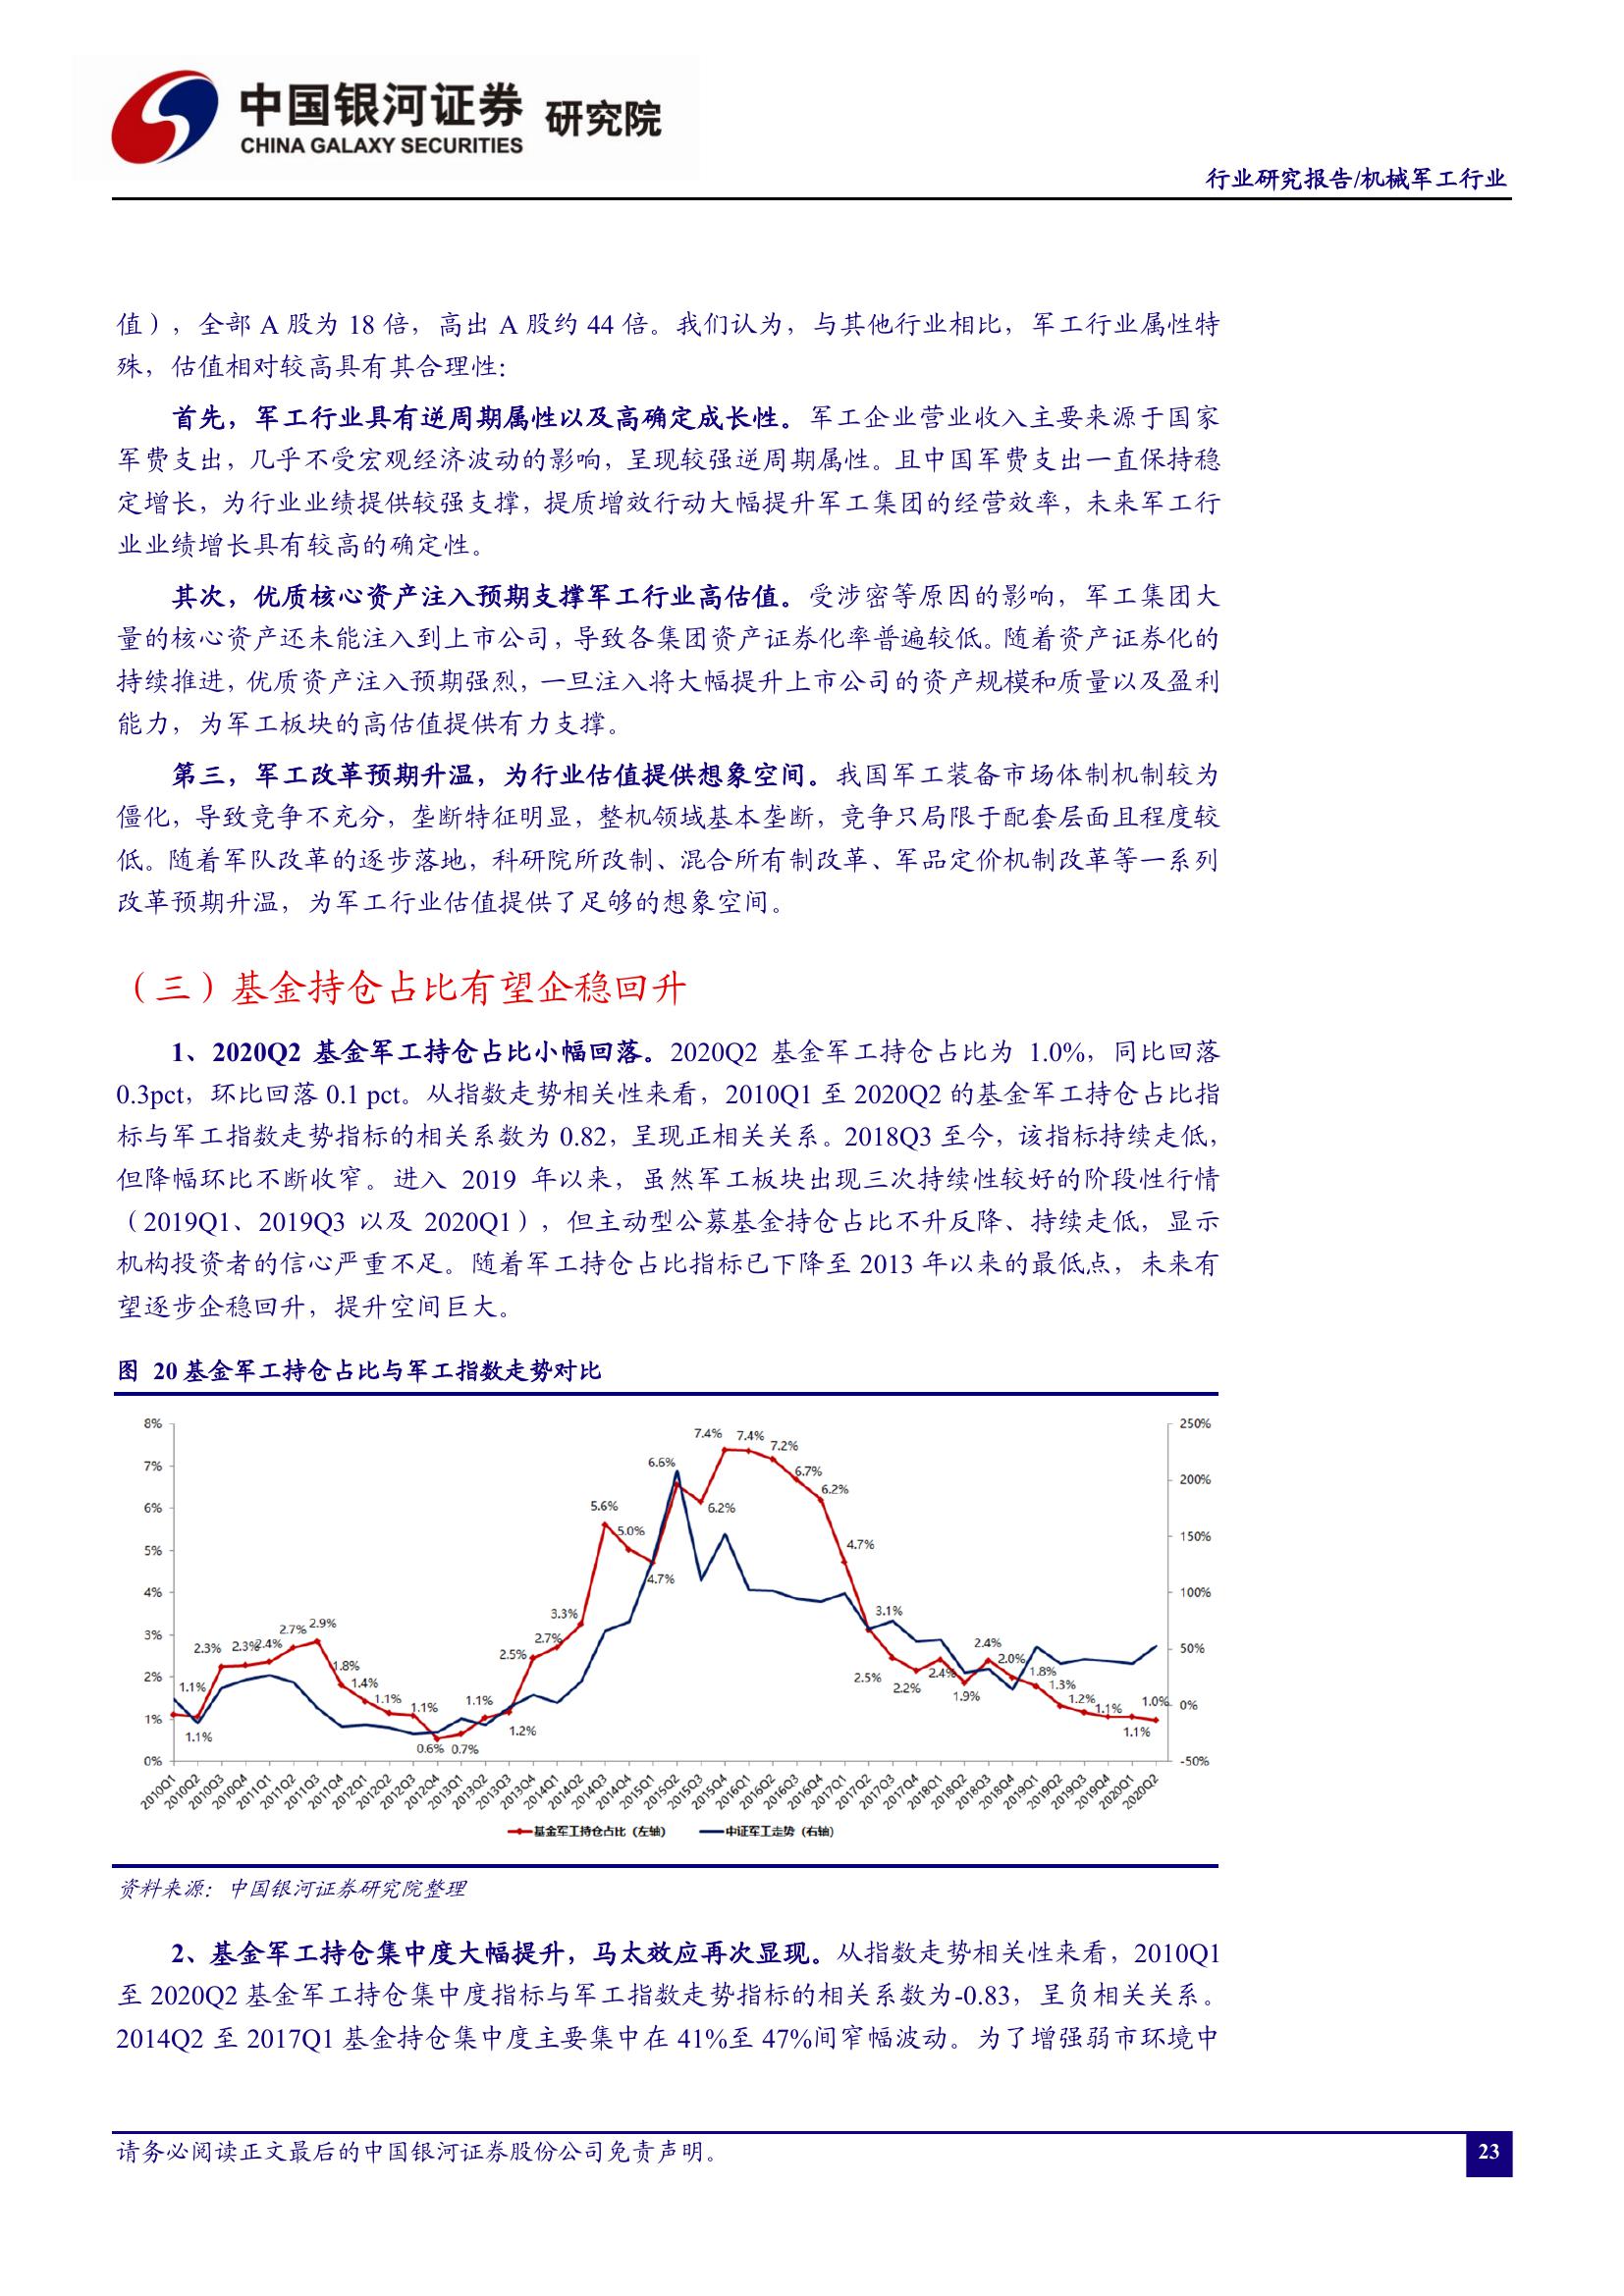 中国银河证券 研究院
CHINA GALAXY SECURITIES
行业研究报告/机械军工行业
值），全部 A 股为 18 倍，高出 A 股约 44 倍。我们认为，与其他行业相比，军工行业属性特
殊，估值相对较高具有其合理性：
首先，军工行业具有逆周期属性以及高确定成长性。军工企业营业收入主要来源于国家
军费支出，几乎不受宏观经济波动的影响，呈现较强逆周期属性。且中国军费支出一直保持稳
定增长，为行业业绩提供较强支撑，提质增效行动大幅提升军工集团的经营效率，未来军工行
业业绩增长具有较高的确定性。
其次，优质核心资产注入预期支撑军工行业高估值。受涉密等原因的影响，军工集团大
量的核心资产还未能注入到上市公司，导致各集团资产证券化率普遍较低。随着资产证券化的
持续推进，优质资产注入预期强烈，一旦注入将大幅提升上市公司的资产规模和质量以及盈利
能力，为军工板块的高估值提供有力支撑。
第三，军工改革预期升温，为行业估值提供想象空间。我国军工装备市场体制机制较为
僵化，导致竞争不充分，垄断特征明显，整机领域基本垄断，竞争只局限于配套层面且程度较
低。随着军队改革的逐步落地，科研院所改制、混合所有制改革、军品定价机制改革等一系列
改革预期升温，为军工行业估值提供了足够的想象空间。
（三）基金持仓占比有望企稳回升
1、2020Q2 基金军工持仓占比小幅回落。2020Q2 基金军工持仓占比为 1.0%，同比回落
0.3pct，环比回落 0.1 pct。从指数走势相关性来看，2010Q1 至 2020Q2 的基金军工持仓占比指
标与军工指数走势指标的相关系数为 0.82，呈现正相关关系。2018Q3 至今，该指标持续走低，
但降幅环比不断收窄。进入 2019 年以来，虽然军工板块出现三次持续性较好的阶段性行情
（2019Q1、2019Q3 以及 2020Q1），但主动型公募基金持仓占比不升反降、持续走低，显示
机构投资者的信心严重不足。随着军工持仓占比指标已下降至 2013 年以来的最低点，未来有
望逐步企稳回升，提升空间巨大。
图 20 基金军工持仓占比与军工指数走势对比
8%
7%
6%
5%
4%
3%
2%
1%
0%
250%
200%
150%
100%
50%
0%
-50%
1.1%
1.1%
2.3%
2.3%
2.4%
2.7%
2.9%
1.8%
1.4%
1.1%
1.1%
0.6%
0.7%
1.1%
1.2%
2.5%
2.7%
3.3%
5.6%
5.0%
4.7%
6.6%
6.2%
7.4%
7.4%
7.2%
6.7%
6.2%
4.7%
3.1%
2.5%
2.2%
2.4%
1.9%
2.4%
2.0%
1.8%
1.3%
1.2%
1.1%
1.1%
1.0%
2010Q1
2010Q2
2010Q3
2010Q4
2011Q1
2011Q2
2011Q3
2011Q4
2012Q1
2012Q2
2012Q3
2012Q4
2013Q1
2013Q2
2013Q3
2013Q4
2014Q1
2014Q2
2014Q3
2014Q4
2015Q1
2015Q2
2015Q3
2015Q4
2016Q1
2016Q2
2016Q3
2016Q4
2017Q1
2017Q2
2017Q3
2017Q4
2018Q1
2018Q2
2018Q3
2018Q4
2019Q1
2019Q2
2019Q3
2019Q4
2020Q1
2020Q2
基金军工持仓占比（左轴） 中证军工走势（右轴）
资料来源：中国银河证券研究院整理
2、基金军工持仓集中度大幅提升，马太效应再次显现。从指数走势相关性来看，2010Q1
至 2020Q2 基金军工持仓集中度指标与军工指数走势指标的相关系数为-0.83，呈负相关关系。
2014Q2 至 2017Q1 基金持仓集中度主要集中在 41%至 47%间窄幅波动。为了增强弱市环境中
请务必阅读正文最后的中国银河证券股份公司免责声明。
23